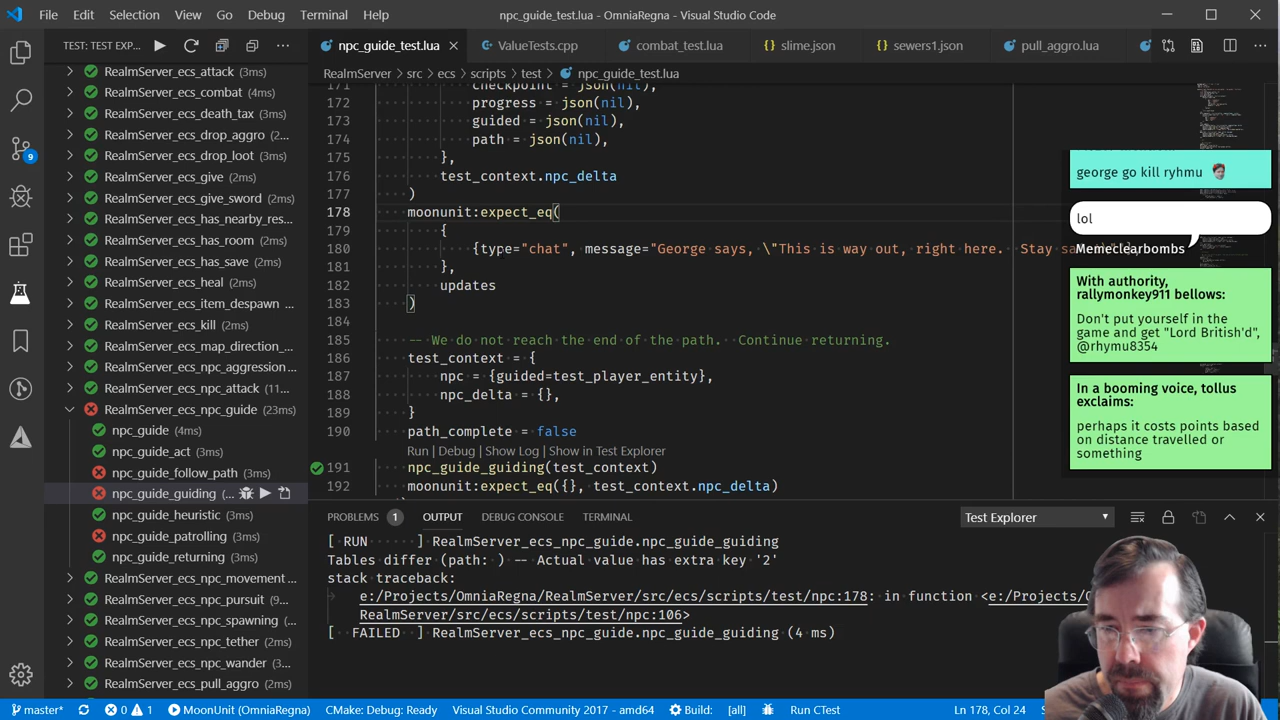 File Edit Selection View Go Debug Terminal Help
npc_guide_test.lua - OmniaRegna - Visual Studio Code
TEST: TEST EXP...
npc_guide_test.lua
ValueTests.cpp
combat_test.lua
slime.json
sewers1.json
pull_aggro.lua
RealmServer > src > ecs > scripts > test > npc_guide_test.lua
RealmServer_ecs_attack (3ms)
RealmServer_ecs_combat (4ms)
RealmServer_ecs_death_tax (3ms)
RealmServer_ecs_drop_aggro (2ms)
RealmServer_ecs_drop_loot (2ms)
RealmServer_ecs_give (2ms)
RealmServer_ecs_give_sword (2ms)
RealmServer_ecs_has_nearby_res...
RealmServer_ecs_has_room (2ms)
RealmServer_ecs_has_save (2ms)
RealmServer_ecs_heal (2ms)
RealmServer_ecs_item_despawn (2ms)
RealmServer_ecs_kill (2ms)
RealmServer_ecs_map_direction_...
RealmServer_ecs_npc_aggression
RealmServer_ecs_npc_attack (11...
RealmServer_ecs_npc_guide (23ms)
npc_guide (4ms)
npc_guide_act (3ms)
npc_guide_follow_path (3ms)
npc_guide_guiding (...
npc_guide_heuristic (3ms)
npc_guide_patrolling (3ms)
npc_guide_returning (3ms)
RealmServer_ecs_npc_movement
RealmServer_ecs_npc_pursuit (9...
RealmServer_ecs_npc_spawning (...
RealmServer_ecs_npc_tether (2ms)
RealmServer_ecs_npc_wander (3...
RealmServer_ecs_pull_aggro (2ms)
171 checkpoint = json(nil),
172 progress = json(nil),
173 guided = json(nil),
174 path = json(nil),
175 },
176 test_context.npc_delta
177 )
178 moonunit:expect_eq(
179 {
180 {type="chat", message="George says, \"This is way out, right here. Stay sa
181 },
182 updates
183 )
184
185 -- We do not reach the end of the path. Continue returning.
186 test_context = {
187 npc = {guided=test_player_entity},
188 npc_delta = {},
189 }
190 path_complete = false
Run | Debug | Show Log | Show in Test Explorer
191 npc_guide_guiding(test_context)
192 moonunit:expect_eq({}, test_context.npc_delta)
george go kill ryhmu
lol
Memeclearbombs
With authority,
rallymonkey911 bellows:
Don't put yourself in the
game and get "Lord British'd",
@rhymu8354
In a booming voice, tollus
exclaims:
perhaps it costs points based
on distance travelled or
something
PROBLEMS 1 OUTPUT DEBUG CONSOLE TERMINAL Test Explorer
[ RUN ] RealmServer_ecs_npc_guide.npc_guide_guiding
Tables differ (path: ) -- Actual value has extra key '2'
stack traceback:
e:/Projects/OmniaRegna/RealmServer/src/ecs/scripts/test/npc:178: in function <e:/Projects/O
RealmServer/src/ecs/scripts/test/npc:106>
[ FAILED ] RealmServer_ecs_npc_guide.npc_guide_guiding (4 ms)
9
master* 0 1 MoonUnit (OmniaRegna) CMake: Debug: Ready Visual Studio Community 2017 - amd64 Build: [all] Run CTest Ln 178, Col 24